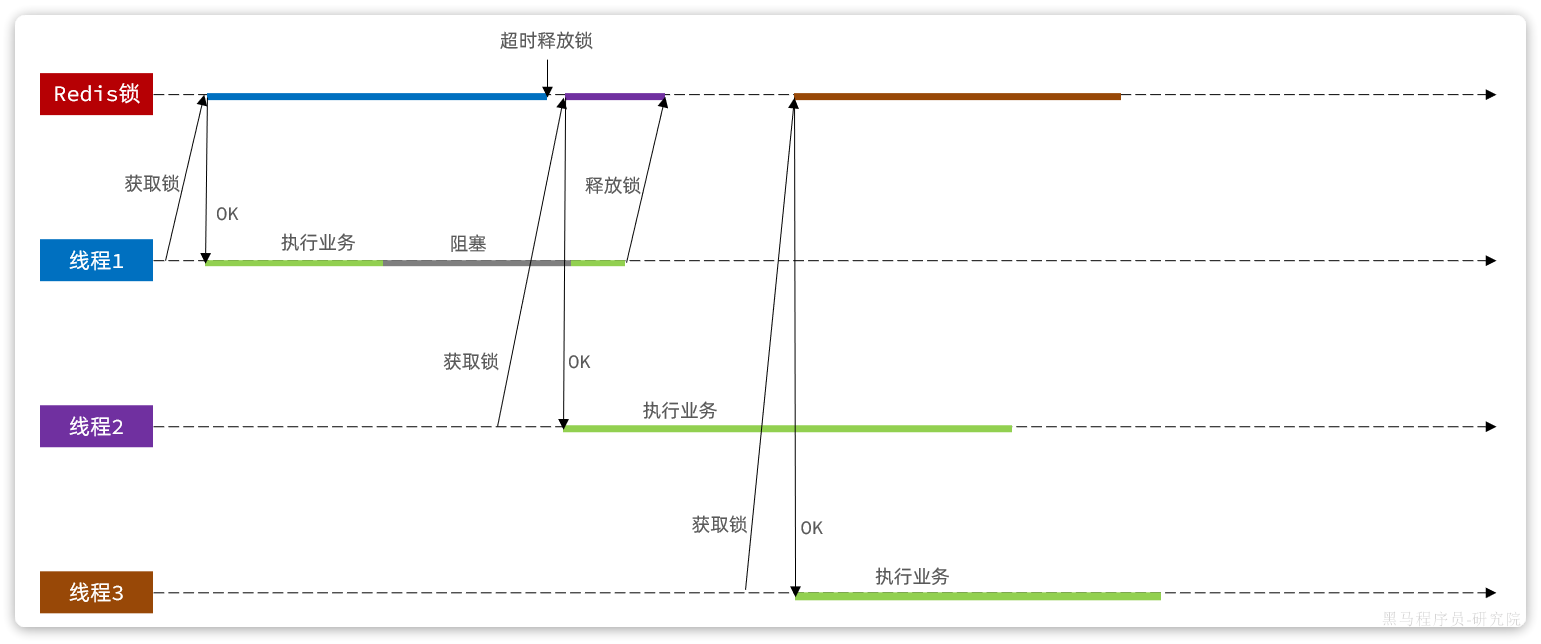 超时释放锁
Redis锁
获取锁
释放锁
OK
执行业务
阻塞
线程1
获取锁
OK
执行业务
线程2
获取锁
OK
执行业务
线程3
黑马程序员-研究院